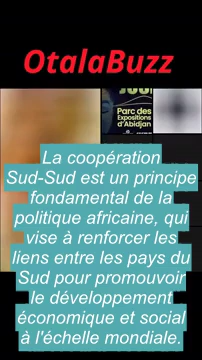 OtalaBuzz
Parc des
Expositions
d'Abidjan
La coopération
Sud-Sud est un principe
fondamental de la
politique africaine, qui
vise à renforcer les
liens entre les pays du
Sud pour promouvoir
le développement
économique et social
à l'échelle mondiale.